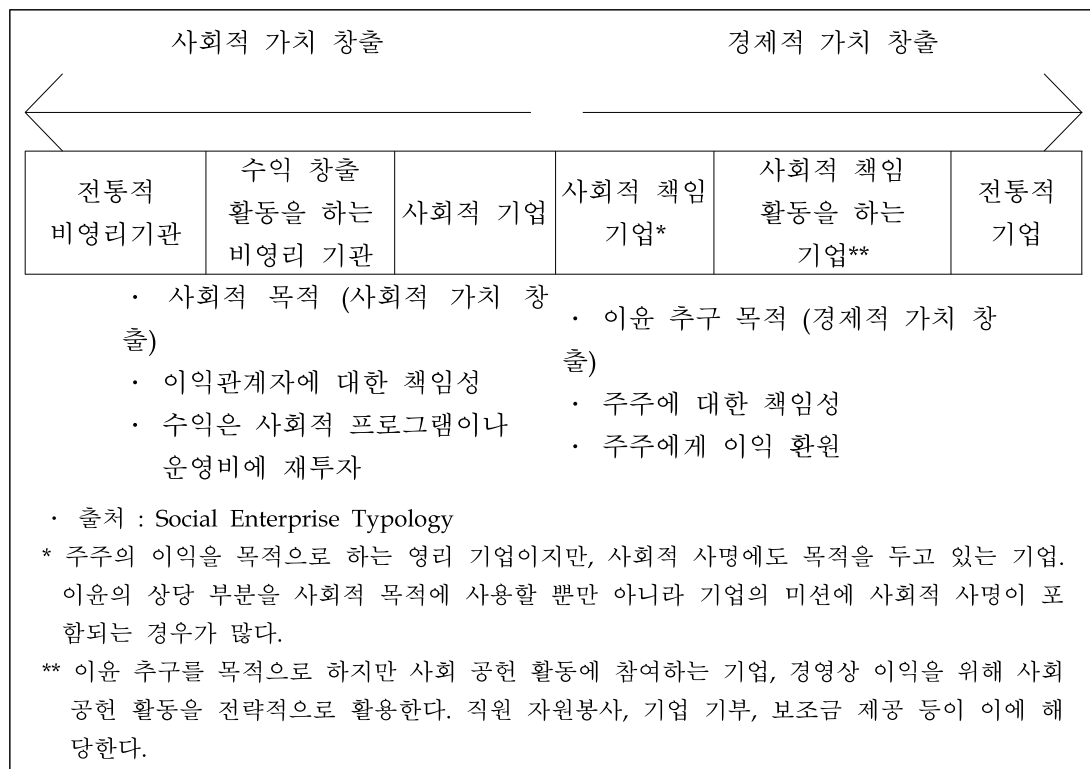 사회적 가치 창출
경제적 가치 창출
전통적
비영리기관
수익 창출
활동을 하는
비영리 기관
사회적 기업
사회적 책임
기업*
사회적 책임
활동을 하는
기업**
전통적
기업
· 사회적 목적 (사회적 가치 창
출)
· 이익관계자에 대한 책임성
· 수익은 사회적 프로그램이나
운영비에 재투자
· 이윤 추구 목적 (경제적 가치 창
출)
· 주주에 대한 책임성
· 주주에게 이익 환원
· 출처 : Social Enterprise Typology
* 주주의 이익을 목적으로 하는 영리 기업이지만, 사회적 사명에도 목적을 두고 있는 기업.
이윤의 상당 부분을 사회적 목적에 사용할 뿐만 아니라 기업의 미션에 사회적 사명이 포
함되는 경우가 많다.
** 이윤 추구를 목적으로 하지만 사회 공헌 활동에 참여하는 기업, 경영상 이익을 위해 사회
공헌 활동을 전략적으로 활용한다. 직원 자원봉사, 기업 기부, 보조금 제공 등이 이에 해
당한다.